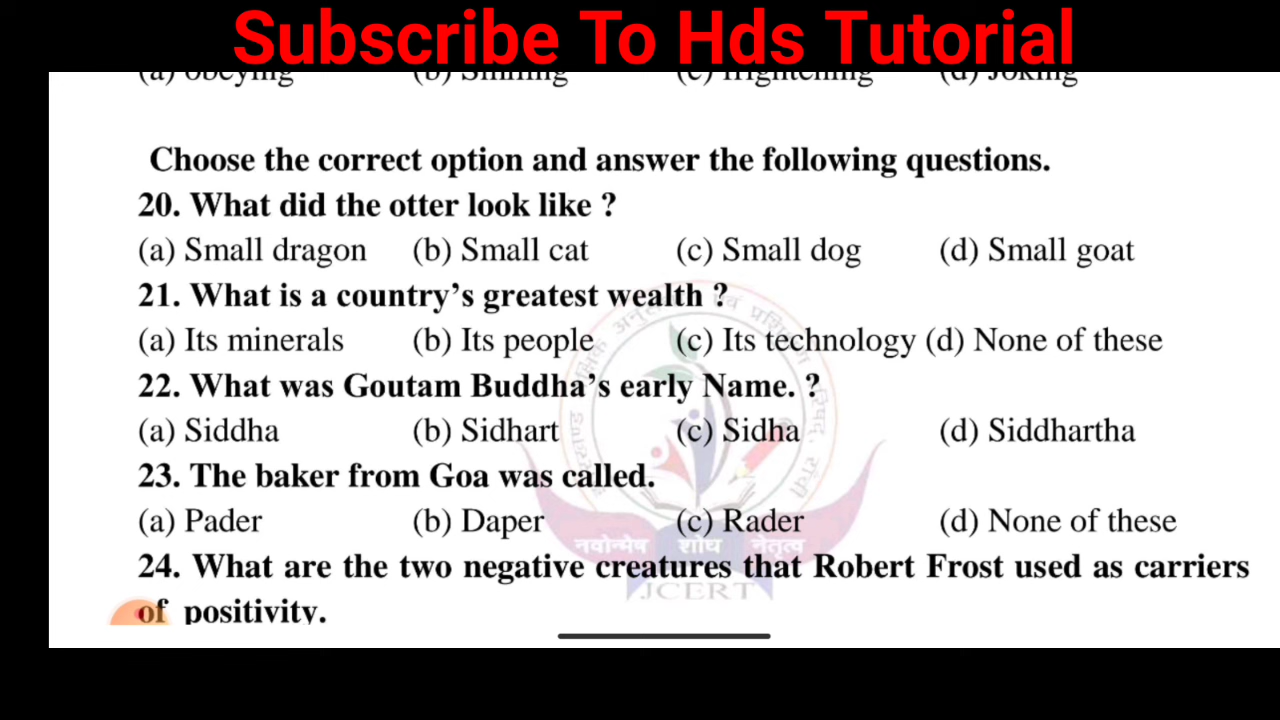 Subscribe To Hds Tutorial
(a) obeying (b) Smiling (c) frightening (d) Joking
Choose the correct option and answer the following questions.
20. What did the otter look like ?
(a) Small dragon (b) Small cat (c) Small dog (d) Small goat
21. What is a country’s greatest wealth ?
(a) Its minerals (b) Its people (c) Its technology (d) None of these
22. What was Goutam Buddha’s early Name. ?
(a) Siddha (b) Sidhart (c) Sidha (d) Siddhartha
23. The baker from Goa was called.
(a) Pader (b) Daper (c) Rader (d) None of these
नवोन्मेष शोध नेतृत्व
24. What are the two negative creatures that Robert Frost used as carriers
JCERT
of positivity.